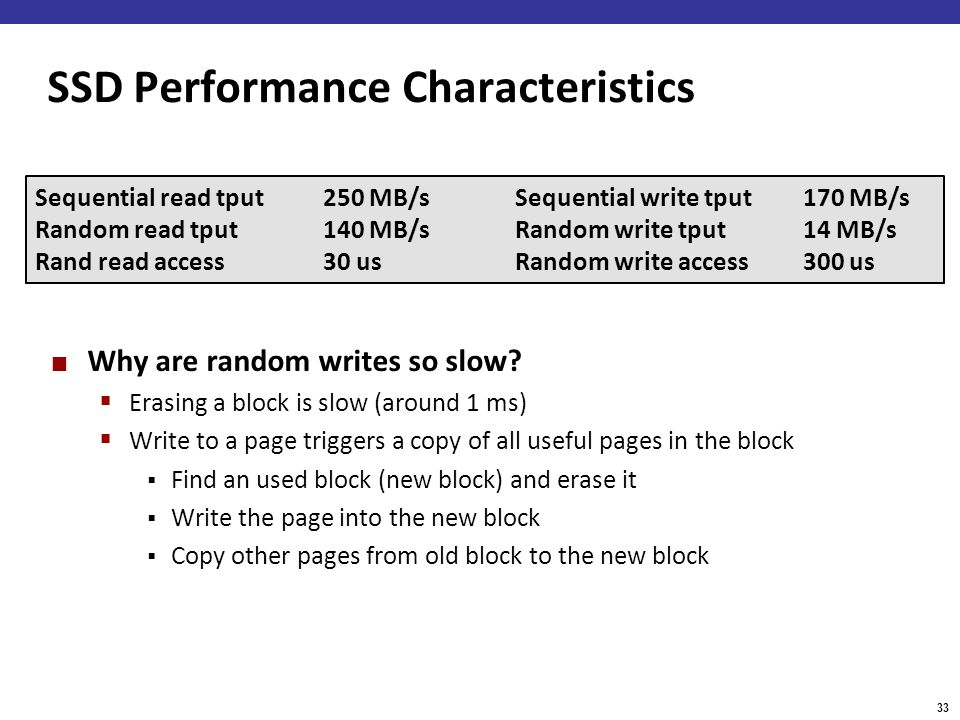 SSD Performance Characteristics
Sequential read tput 250 MB/s Sequential write tput 170 MB/s
Random read tput 140 MB/s Random write tput 14 MB/s
Rand read access 30 us Random write access 300 us
Why are random writes so slow?
Erasing a block is slow (around 1 ms)
Write to a page triggers a copy of all useful pages in the block
Find an used block (new block) and erase it
Write the page into the new block
Copy other pages from old block to the new block
33